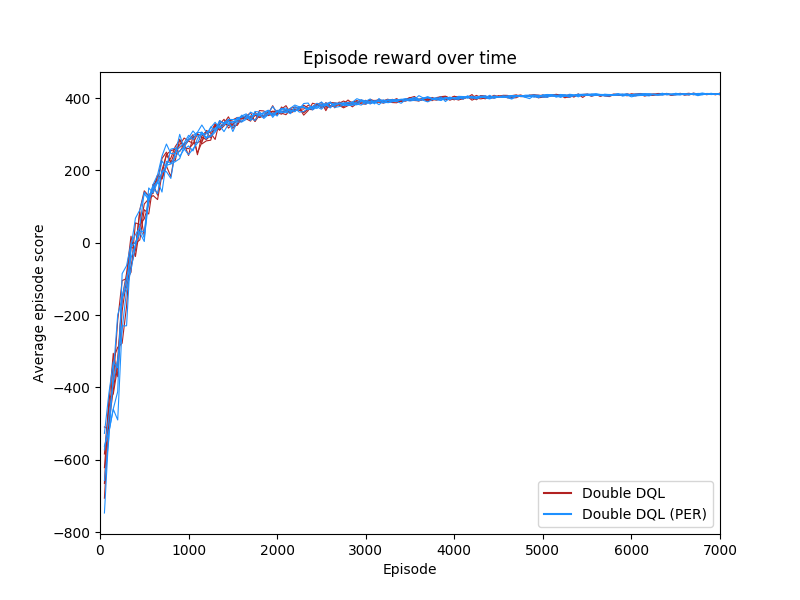 Episode reward over time
Average episode score
400
200
0
−200
−400
−600
−800
0 1000 2000 3000 4000 5000 6000 7000
Episode
Double DQL
Double DQL (PER)